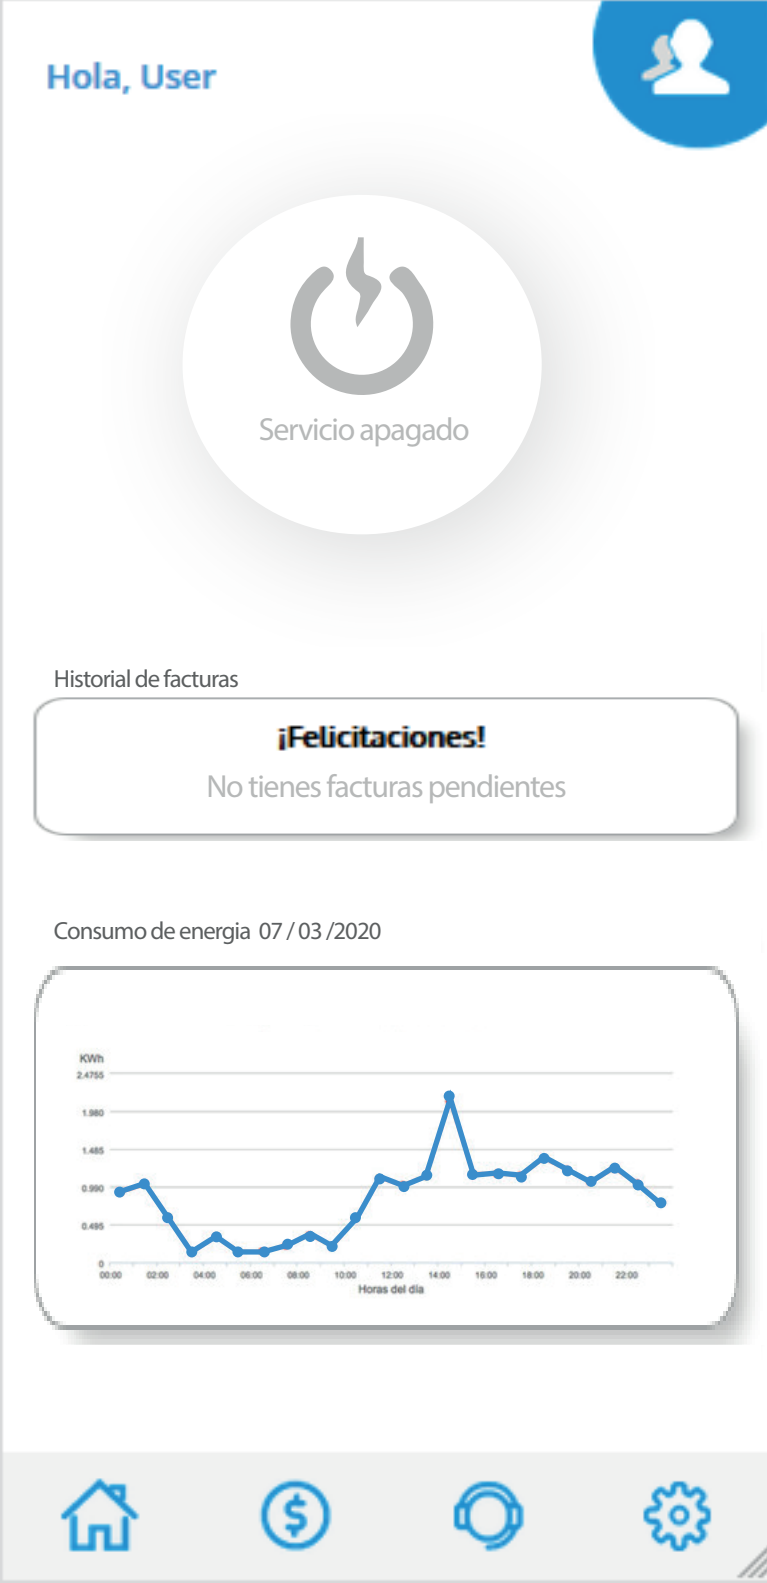 Hola, User
Servicio apagado
Historial de facturas
¡Felicitaciones!
No tienes facturas pendientes
Consumo de energia 07 / 03 /2020
KWh
2.4755
1.980
1.485
0.990
0.495
0
00:00 02:00 04:00 06:00 08:00 10:00 12:00 14:00 16:00 18:00 20:00 22:00
Horas del día
$